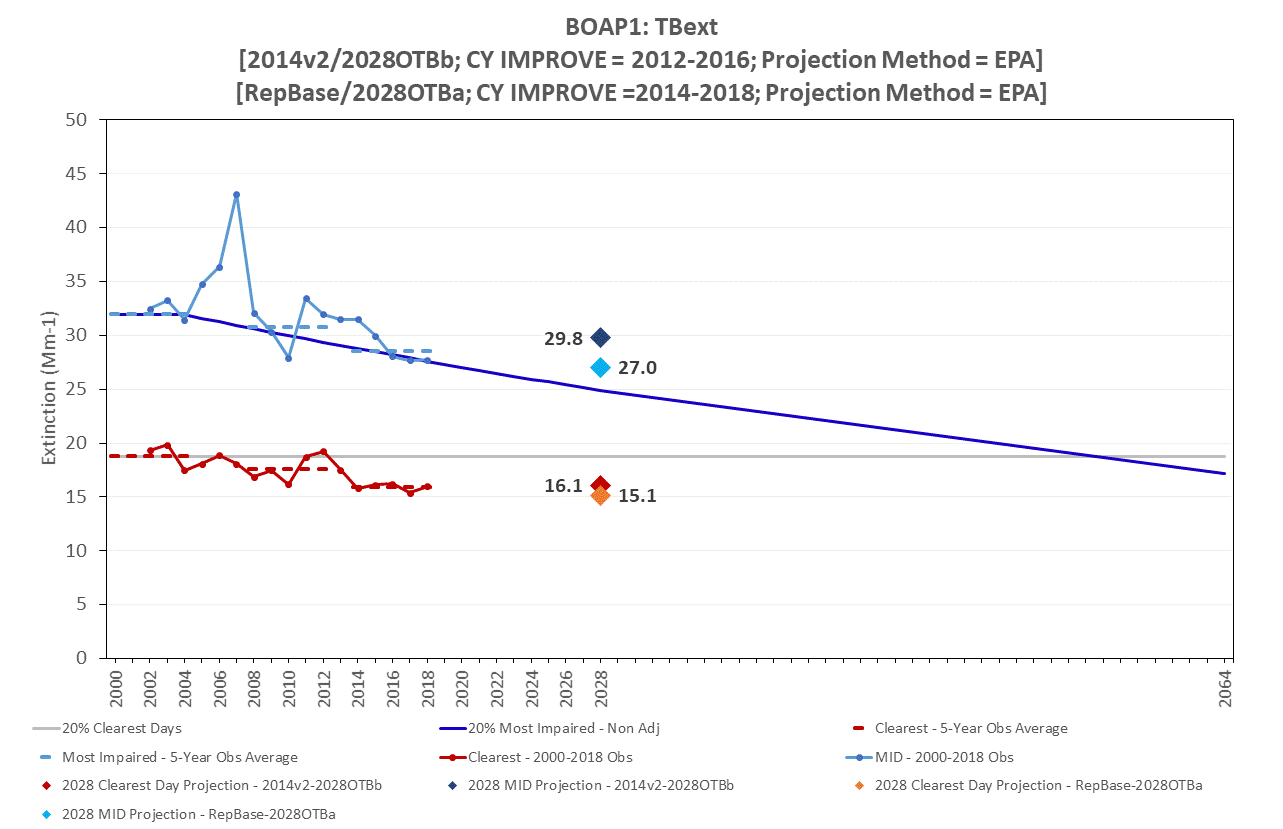 BOAP1: TBext
[2014v2/2028OTBb; CY IMPROVE = 2012-2016; Projection Method = EPA]
[RepBase/2028OTBa; CY IMPROVE =2014-2018; Projection Method = EPA]
50
45
40
35
30
25
20
15
10
5
0
Extinction (Mm-1)
29.8
27.0
16.1
15.1
2000
2002
2004
2006
2008
2010
2012
2014
2016
2018
2020
2022
2024
2026
2028
2064
20% Clearest Days
20% Most Impaired - Non Adj
Clearest - 5-Year Obs Average
Most Impaired - 5-Year Obs Average
Clearest - 2000-2018 Obs
MID - 2000-2018 Obs
2028 Clearest Day Projection - 2014v2-2028OTBb
2028 MID Projection - 2014v2-2028OTBb
2028 Clearest Day Projection - RepBase-2028OTBa
2028 MID Projection - RepBase-2028OTBa